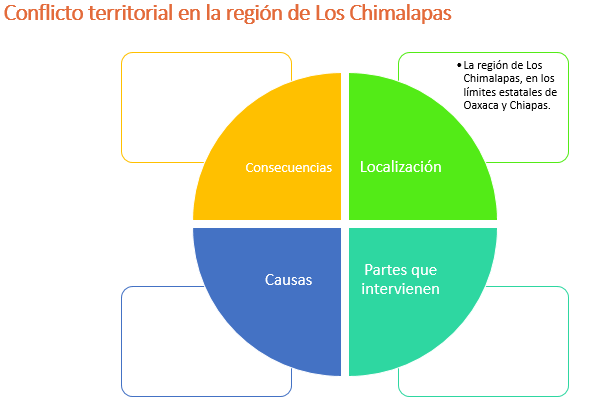 Conflicto territorial en la región de Los Chimalapas
•La región de Los
Chimalapas, en los
límites estatales de
Oaxaca y Chiapas.
Consecuencias
Localización
Causas
Partes que
intervienen